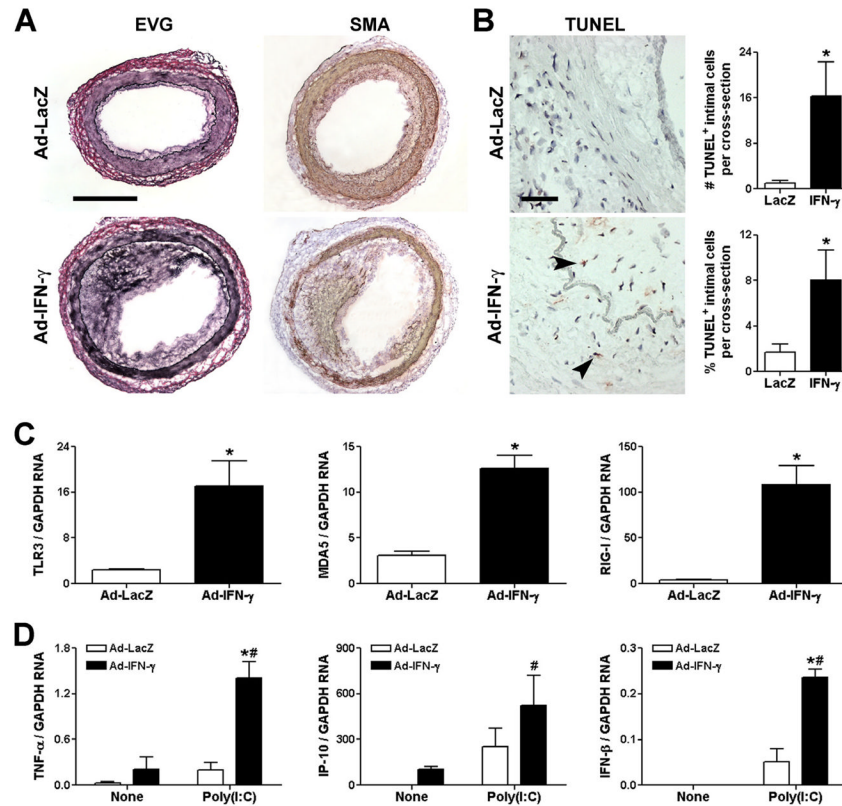 A
EVG
SMA
Ad-LacZ
Ad-IFN-γ
B
TUNEL
Ad-LacZ
Ad-IFN-γ
# TUNEL+ intimal cells
per cross-section
24
16
8
0
*
LacZ
IFN-γ
% TUNEL+ intimal cells
per cross-section
12
8
4
0
*
LacZ
IFN-γ
C
TLR3 / GAPDH RNA
24
16
8
0
*
Ad-LacZ
Ad-IFN-γ
MDA5 / GAPDH RNA
15
10
5
0
*
Ad-LacZ
Ad-IFN-γ
RIG-I / GAPDH RNA
150
100
50
0
*
Ad-LacZ
Ad-IFN-γ
D
TNF-α / GAPDH RNA
1.8
1.2
0.6
0.0
Ad-LacZ
Ad-IFN-γ
*#
None
Poly(I:C)
IP-10 / GAPDH RNA
900
600
300
0
Ad-LacZ
Ad-IFN-γ
#
None
Poly(I:C)
IFN-β / GAPDH RNA
0.3
0.2
0.1
0.0
Ad-LacZ
Ad-IFN-γ
*#
None
Poly(I:C)